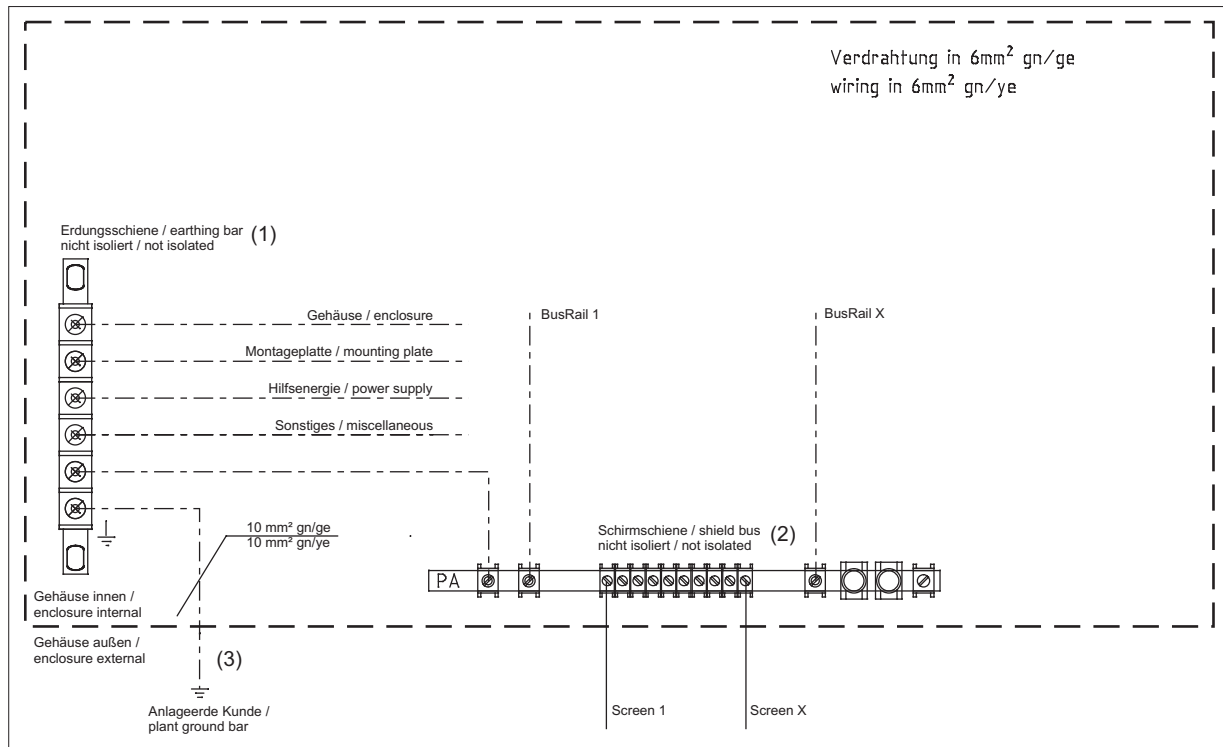 Verdrahtung in 6mm² gn/ge
wiring in 6mm² gn/ye
Erdungsschiene / earthing bar
nicht isoliert / not isolated
(1)
Gehäuse / enclosure
BusRail 1
BusRail X
Montageplatte / mounting plate
Hilfsenergie / power supply
Sonstiges / miscellaneous
10 mm² gn/ge
10 mm² gn/ye
Schirmschiene / shield bus
nicht isoliert / not isolated
(2)
PA
Gehäuse innen /
enclosure internal
Gehäuse außen /
enclosure external
(3)
Anlageerde Kunde /
plant ground bar
Screen 1
Screen X